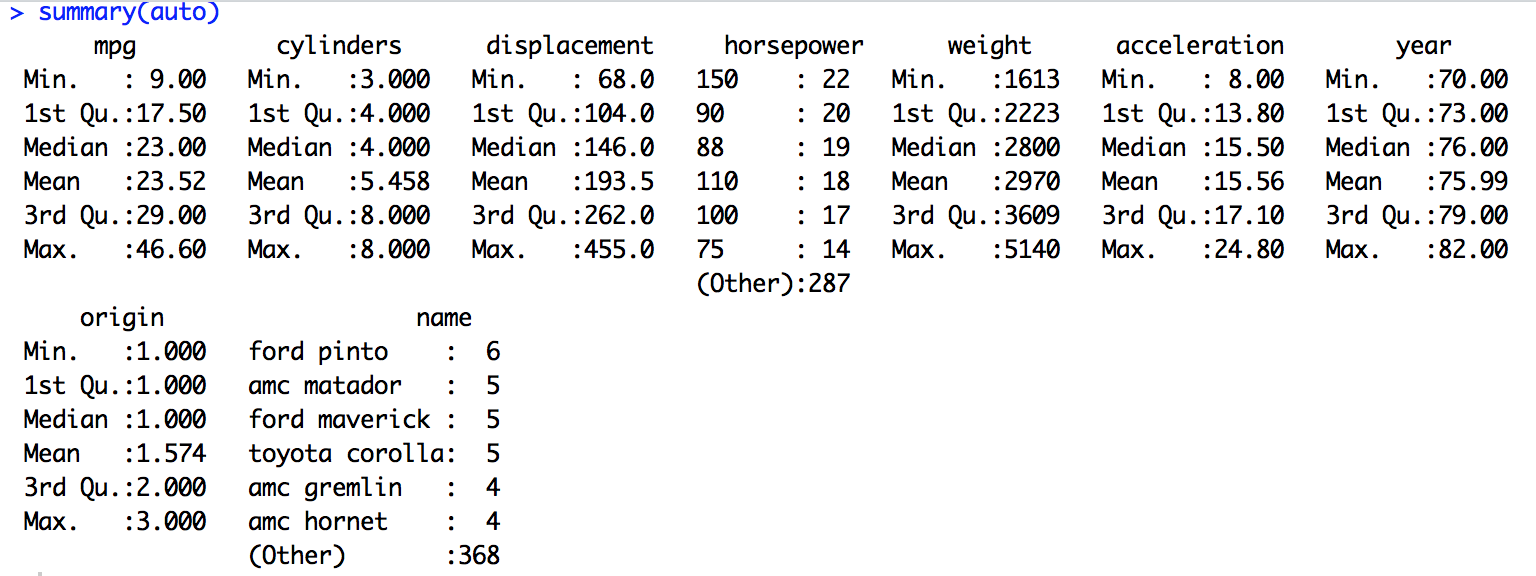 > summary(auto)
      mpg          cylinders      displacement     horsepower      weight      acceleration        year
 Min.   : 9.00   Min.   :3.000   Min.   : 68.0   150    : 22   Min.   :1613   Min.   : 8.00   Min.   :70.00
 1st Qu.:17.50   1st Qu.:4.000   1st Qu.:104.0   90     : 20   1st Qu.:2223   1st Qu.:13.80   1st Qu.:73.00
 Median :23.00   Median :4.000   Median :146.0   88     : 19   Median :2800   Median :15.50   Median :76.00
 Mean   :23.52   Mean   :5.458   Mean   :193.5   110    : 18   Mean   :2970   Mean   :15.56   Mean   :75.99
 3rd Qu.:29.00   3rd Qu.:8.000   3rd Qu.:262.0   100    : 17   3rd Qu.:3609   3rd Qu.:17.10   3rd Qu.:79.00
 Max.   :46.60   Max.   :8.000   Max.   :455.0   75     : 14   Max.   :5140   Max.   :24.80   Max.   :82.00
                                                 (Other):287
     origin                       name
 Min.   :1.000   ford pinto    :  6
 1st Qu.:1.000   amc matador   :  5
 Median :1.000   ford maverick :  5
 Mean   :1.574   toyota corolla:  5
 3rd Qu.:2.000   amc gremlin   :  4
 Max.   :3.000   amc hornet    :  4
                 (Other)       :368